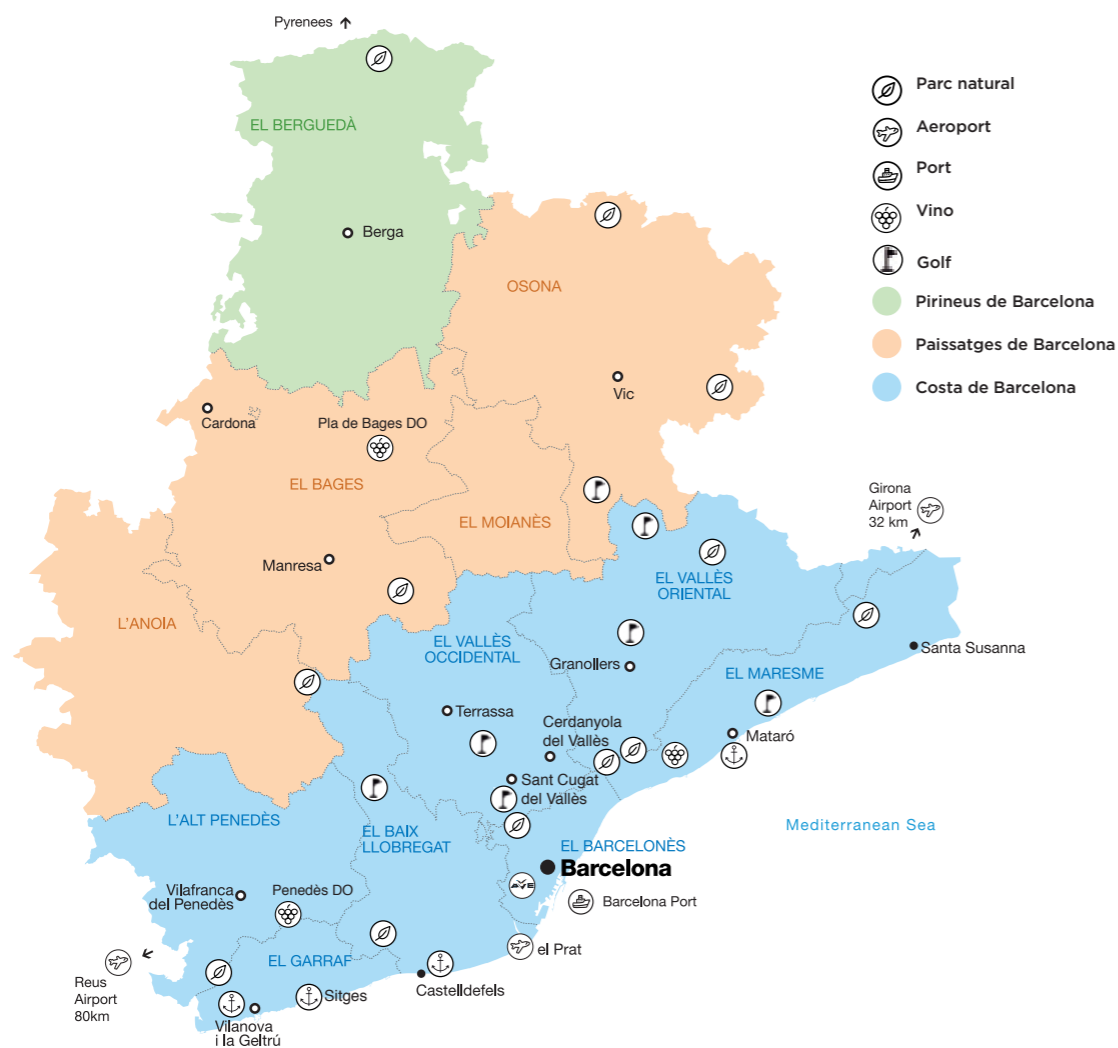 Pyrenees
Parc natural
EL BERGUEDÀ
Aeroport
Port
Vino
Berga
Golf
OSONA
Pirineus de Barcelona
Paissatges de Barcelona
Costa de Barcelona
Vic
Cardona
Pla de Bages DO
EL BAGES
Girona
Airport
32 km
EL MOIANÈS
Manresa
EL VALLÈS
ORIENTAL
L'ANOIA
EL VALLÈS
OCCIDENTAL
Granollers
Santa Susanna
EL MARESME
Terrassa
Cerdanyola
del Vallès
Mataró
Sant Cugat
del Vallès
L'ALT PENEDÈS
EL BAIX
LLOBREGAT
Mediterranean Sea
EL BARCELONÈS
Barcelona
Vilafranca
del Penedès
Penedès DO
AVE
Barcelona Port
el Prat
EL GARRAF
Reus
Airport
80km
Sitges
Castelldefels
Vilanova
i la Geltrú